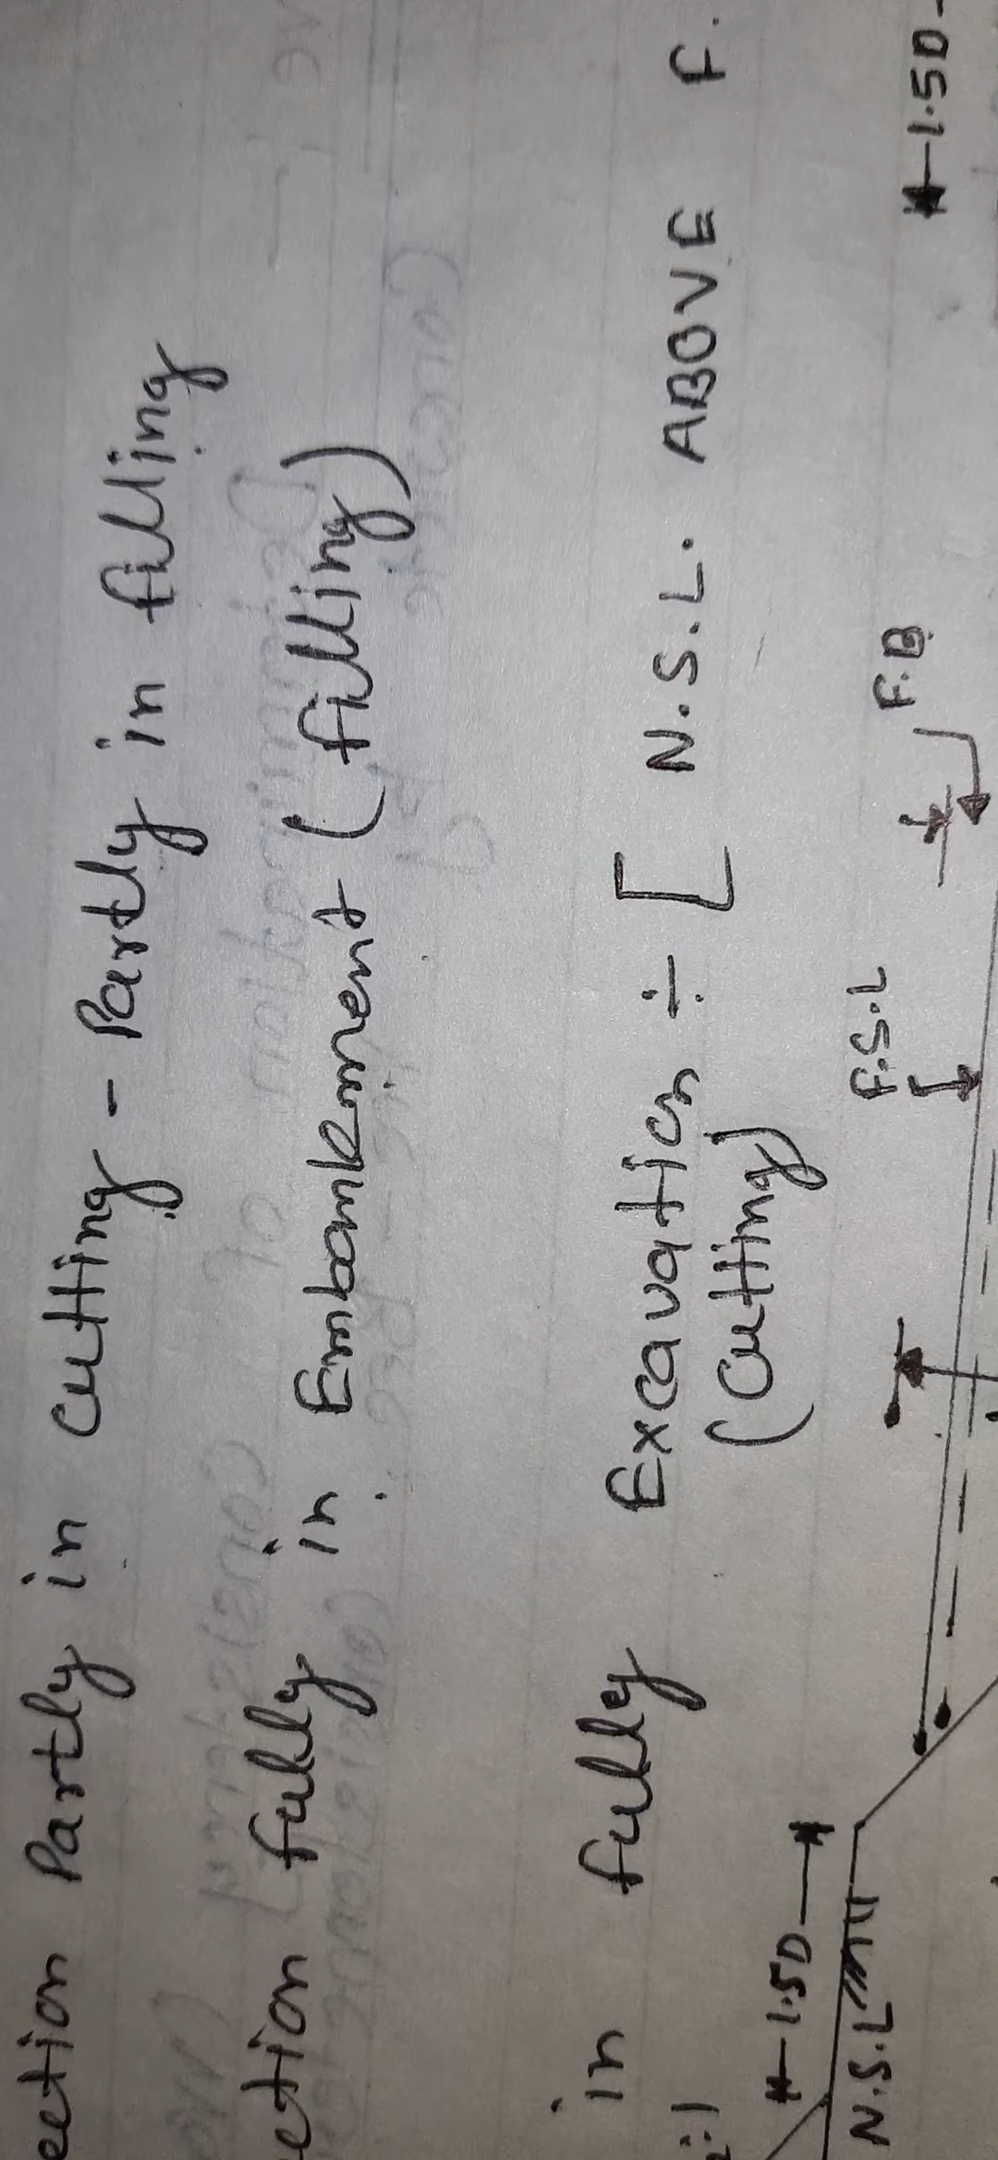 ection Partly in cutting - Partly in filling
ction fully in Embankment (filling)
in fully Excavation ÷ [ N.S.L. ABOVE F.
(cutting)
:1
1.5D
F.S.L
F.B
1.5D
N.S.L